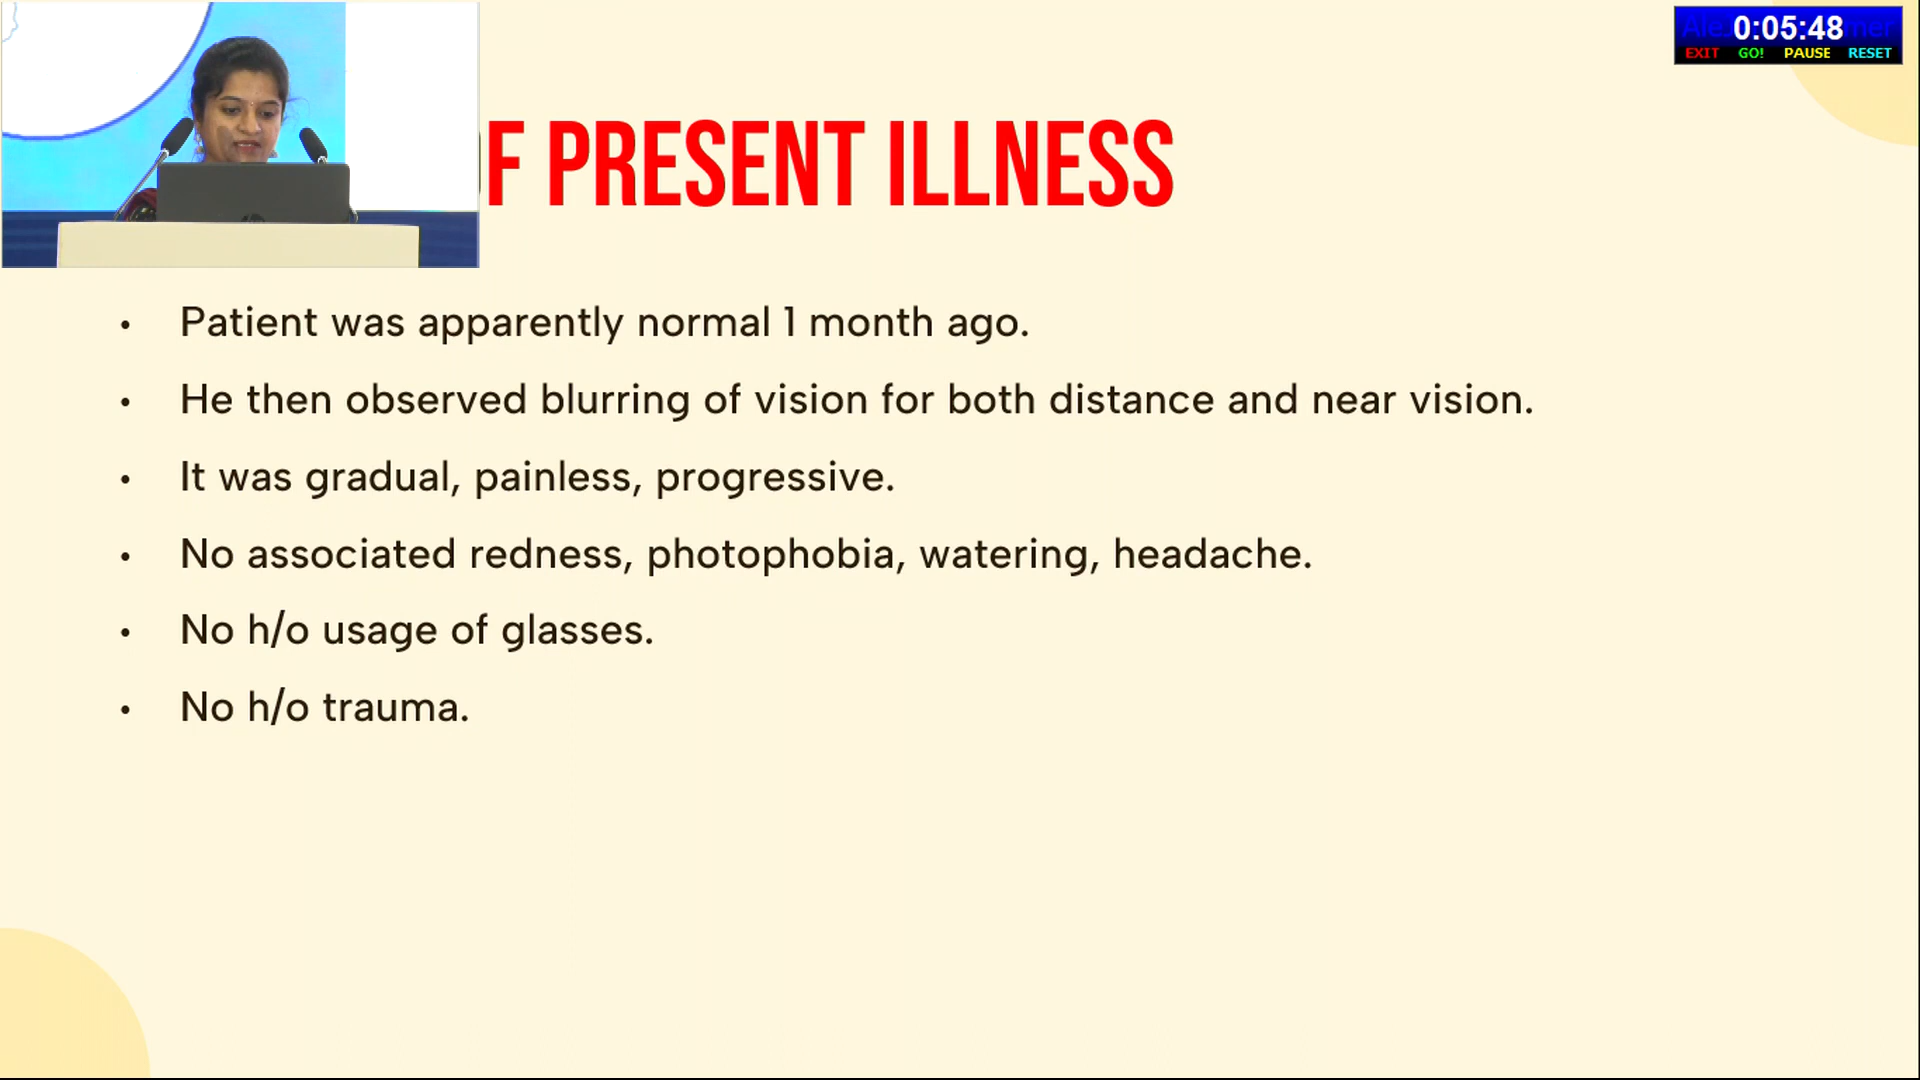 0:05:48
EXIT GO! PAUSE RESET
OF PRESENT ILLNESS
• Patient was apparently normal 1 month ago.
• He then observed blurring of vision for both distance and near vision.
• It was gradual, painless, progressive.
• No associated redness, photophobia, watering, headache.
• No h/o usage of glasses.
• No h/o trauma.